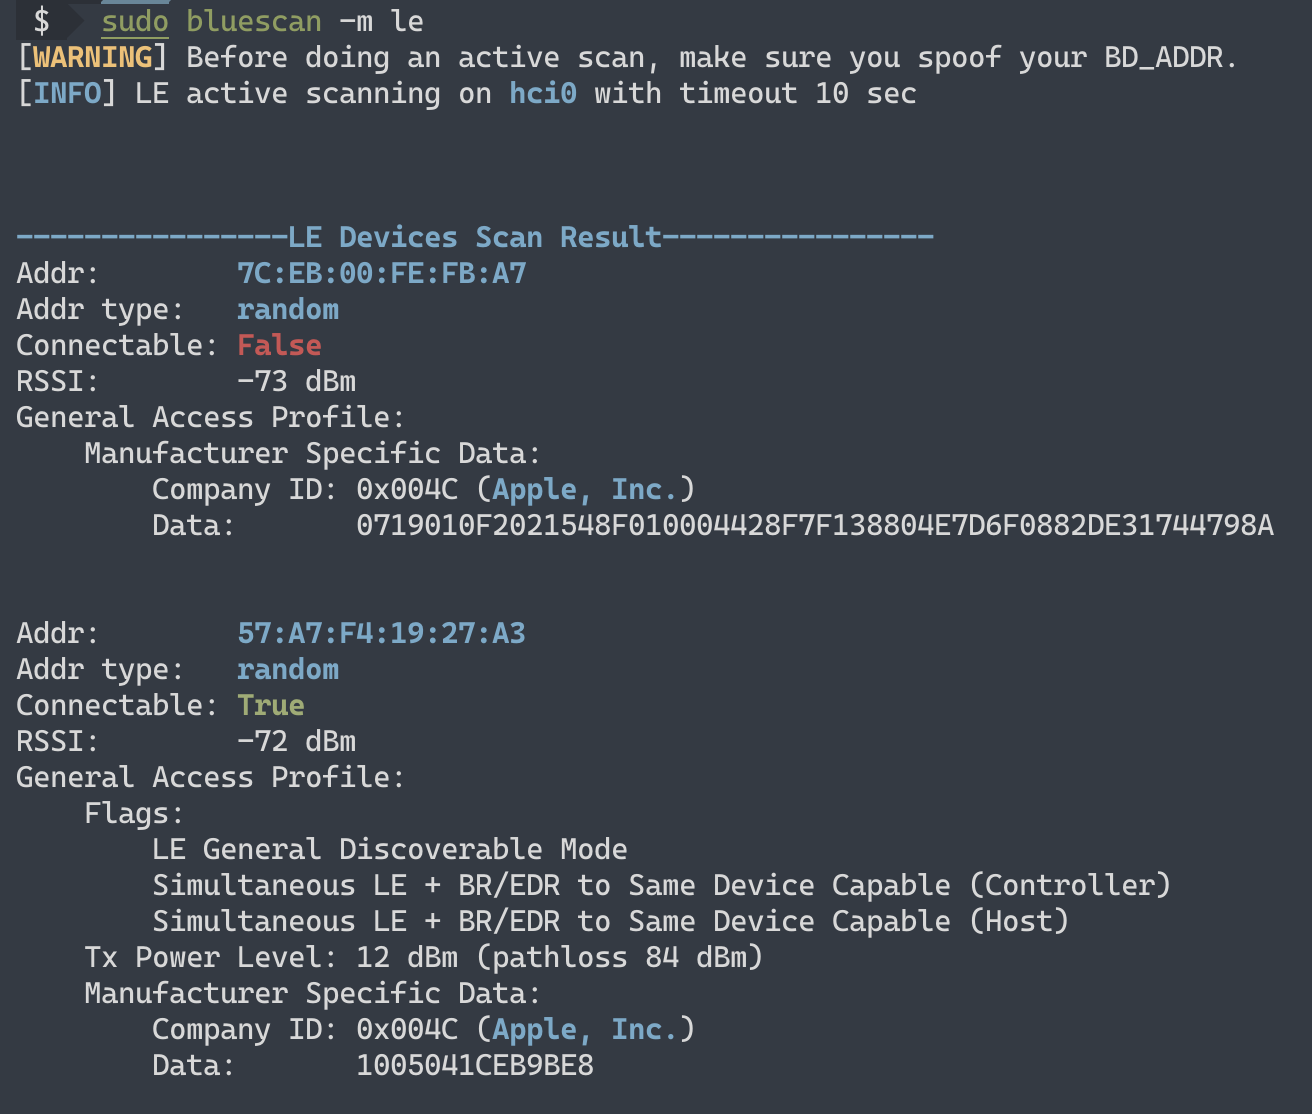 $ sudo bluescan -m le
[WARNING] Before doing an active scan, make sure you spoof your BD_ADDR.
[INFO] LE active scanning on hci0 with timeout 10 sec
----------------LE Devices Scan Result----------------
Addr: 7C:EB:00:FE:FB:A7
Addr type: random
Connectable: False
RSSI: -73 dBm
General Access Profile:
Manufacturer Specific Data:
Company ID: 0x004C (Apple, Inc.)
Data: 0719010F2021548F010004428F7F138804E7D6F0882DE31744798A
Addr: 57:A7:F4:19:27:A3
Addr type: random
Connectable: True
RSSI: -72 dBm
General Access Profile:
Flags:
LE General Discoverable Mode
Simultaneous LE + BR/EDR to Same Device Capable (Controller)
Simultaneous LE + BR/EDR to Same Device Capable (Host)
Tx Power Level: 12 dBm (pathloss 84 dBm)
Manufacturer Specific Data:
Company ID: 0x004C (Apple, Inc.)
Data: 1005041CEB9BE8